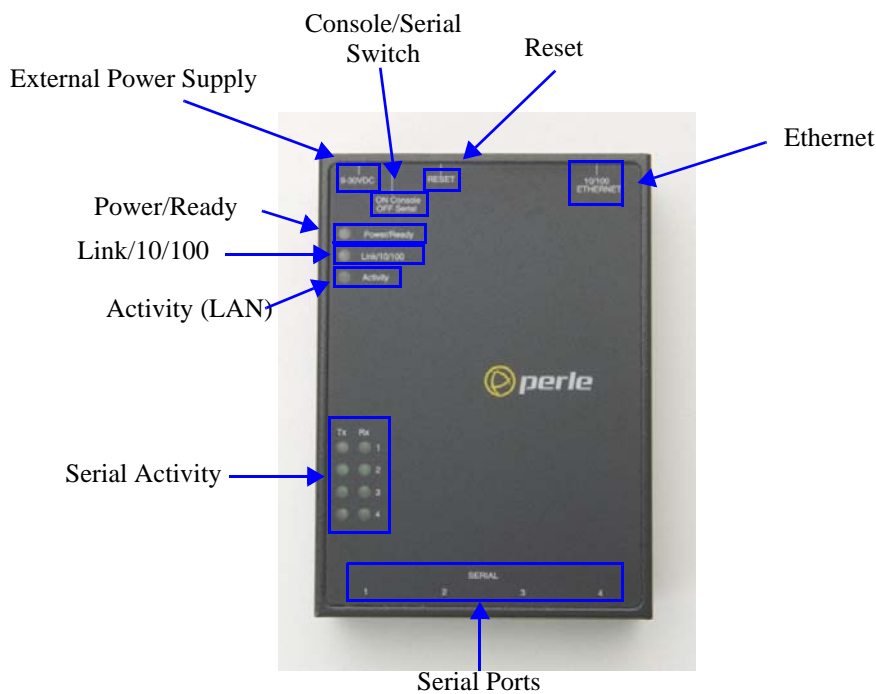 Console/Serial
Switch
Reset
External Power Supply
Ethernet
9-30VDC
RESET
10/100
ETHERNET
ON Console
OFF Serial
Power/Ready
Power/Ready
Link/10/100
Link/10/100
Activity
Activity (LAN)
perle
Tx Rx
1
Serial Activity
2
3
4
SERIAL
1 2 3 4
Serial Ports